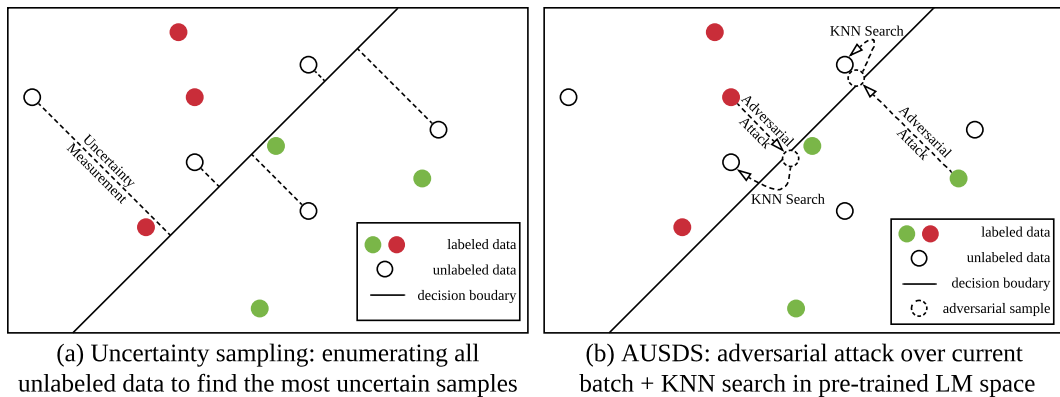 Uncertainty
Measurement
labeled data
unlabeled data
decision boudary
(a) Uncertainty sampling: enumerating all
unlabeled data to find the most uncertain samples
KNN Search
Adversarial
Attack
Adversarial
Attack
KNN Search
labeled data
unlabeled data
decision boudary
adversarial sample
(b) AUSDS: adversarial attack over current
batch + KNN search in pre-trained LM space